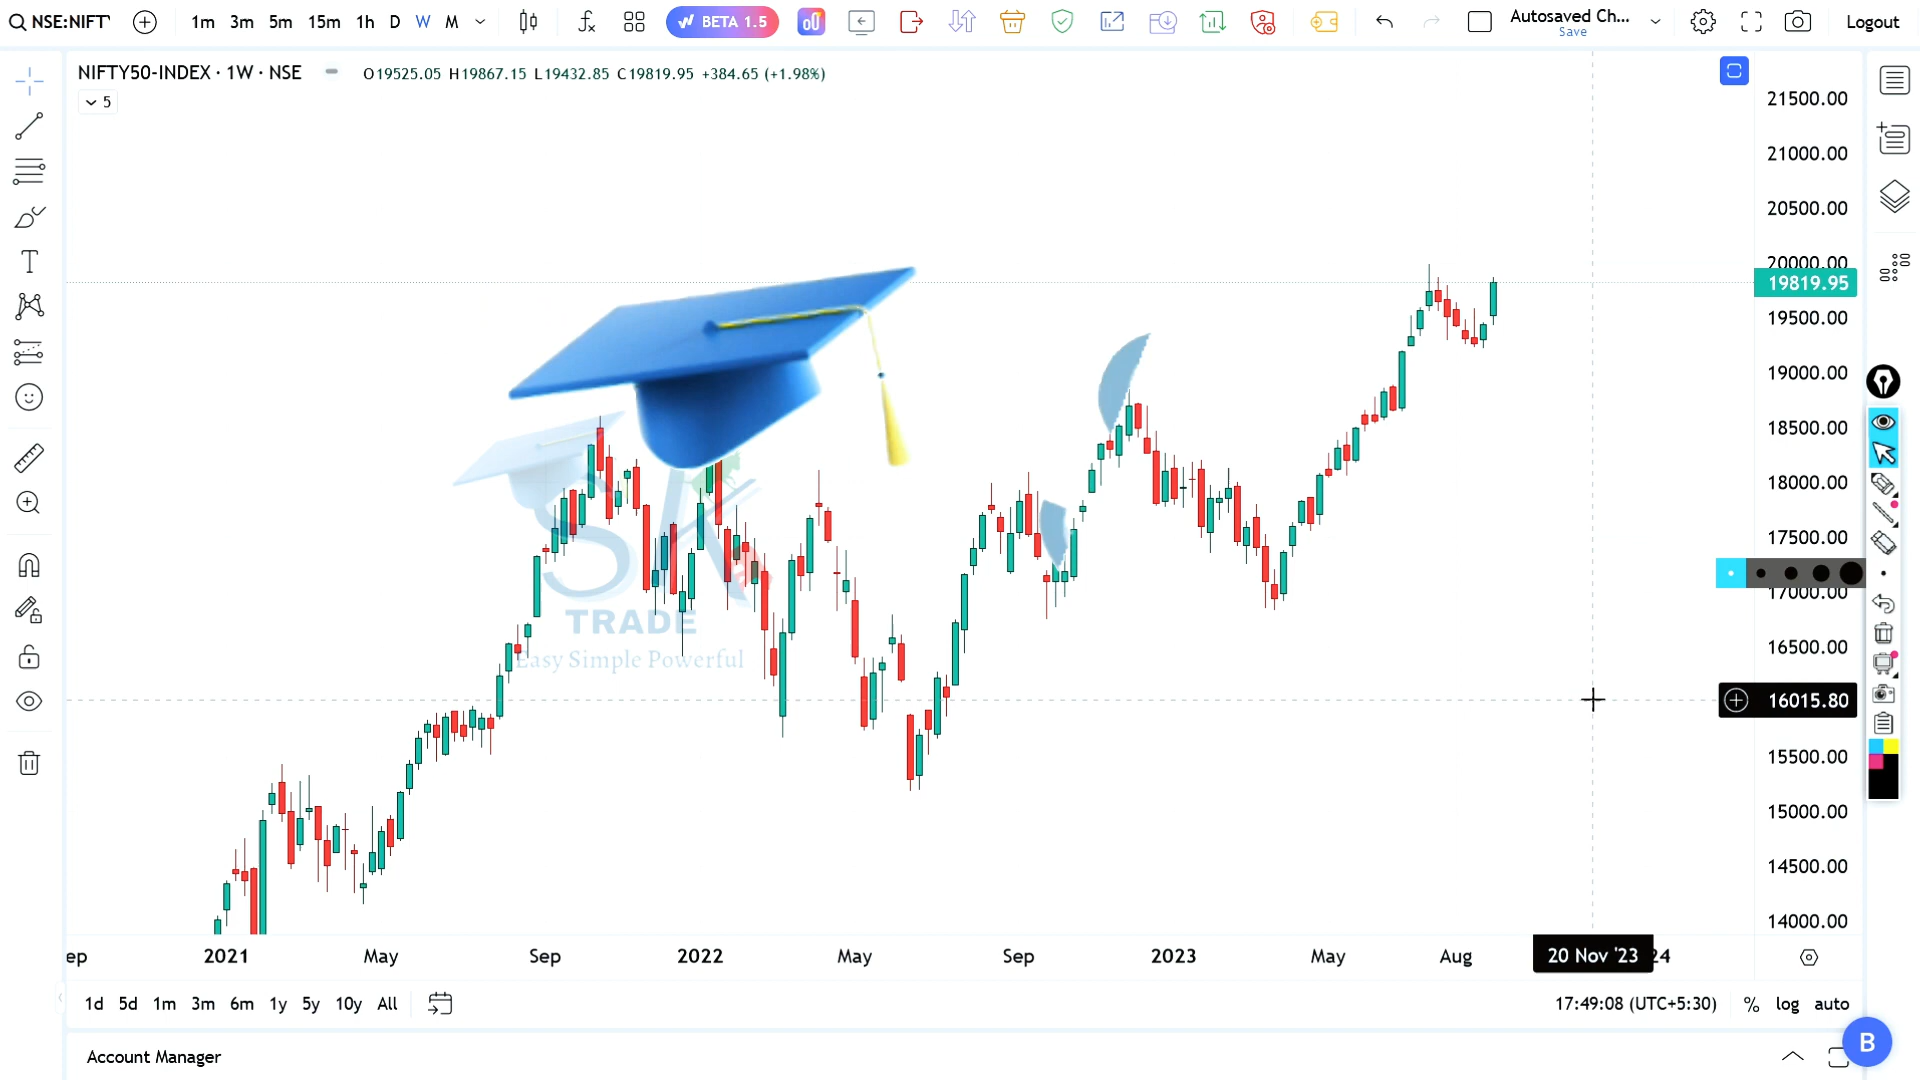 NSE:NIFT
1m 3m 5m 15m 1h D W M
BETA 1.5
Autosaved Ch...
Save
Logout
NIFTY50-INDEX · 1W · NSE
O19525.05 H19867.15 L19432.85 C19819.95 +384.65 (+1.98%)
5
21500.00
21000.00
20500.00
20000.00
19819.95
19500.00
19000.00
18500.00
18000.00
17500.00
17000.00
16500.00
16015.80
15500.00
15000.00
14500.00
14000.00
SK
TRADE
Easy Simple Powerful
ep 2021 May Sep 2022 May Sep 2023 May Aug 20 Nov '23 24
1d 5d 1m 3m 6m 1y 5y 10y All
17:49:08 (UTC+5:30) % log auto
Account Manager
B